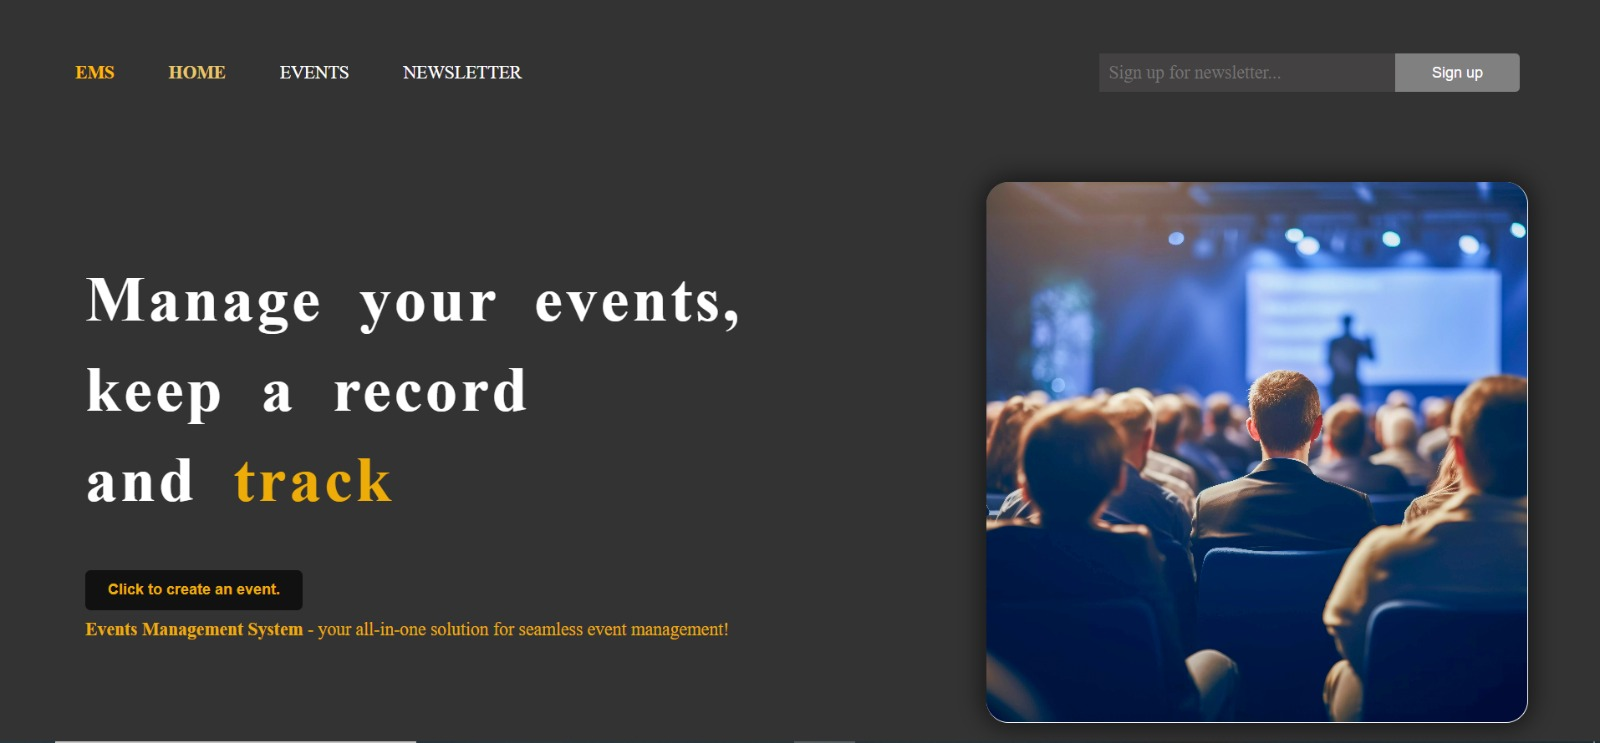 EMS HOME EVENTS NEWSLETTER Sign up for newsletter... Sign up
Manage your events,
keep a record
and track
Click to create an event.
Events Management System - your all-in-one solution for seamless event management!